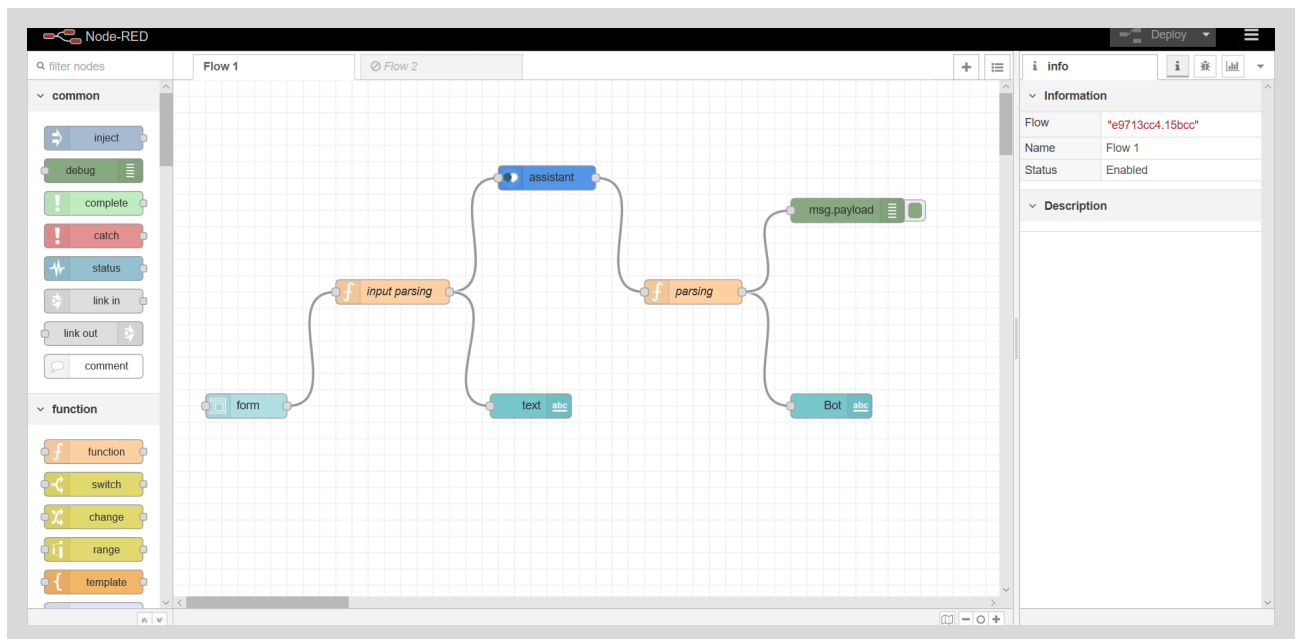 Node-RED
Deploy
filter nodes
Flow 1
Flow 2
i info
i
common
Information
inject
Flow "e9713cc4.15bcc"
debug
Name Flow 1
assistant
Status Enabled
complete
msg.payload
Description
catch
status
input parsing
parsing
link in
link out
comment
form
text abc
Bot abc
function
function
switch
change
range
template